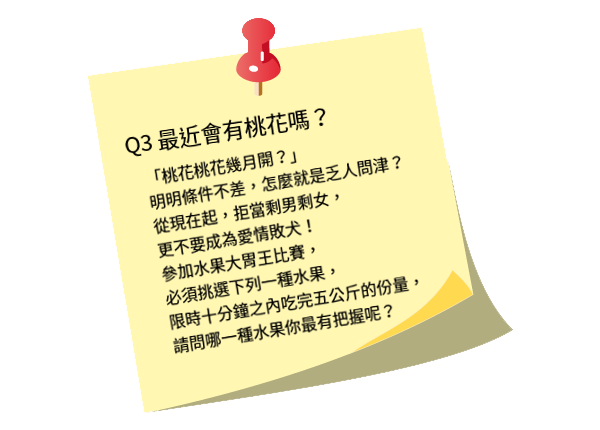 Q3 最近會有桃花嗎？
「桃花桃花幾月開？」
明明條件不差，怎麼就是乏人問津？
從現在起，拒當剩男剩女，
更不要成為愛情敗犬！
參加水果大胃王比賽，
必須挑選下列一種水果，
限時十分鐘之內吃完五公斤的份量，
請問哪一種水果你最有把握呢？